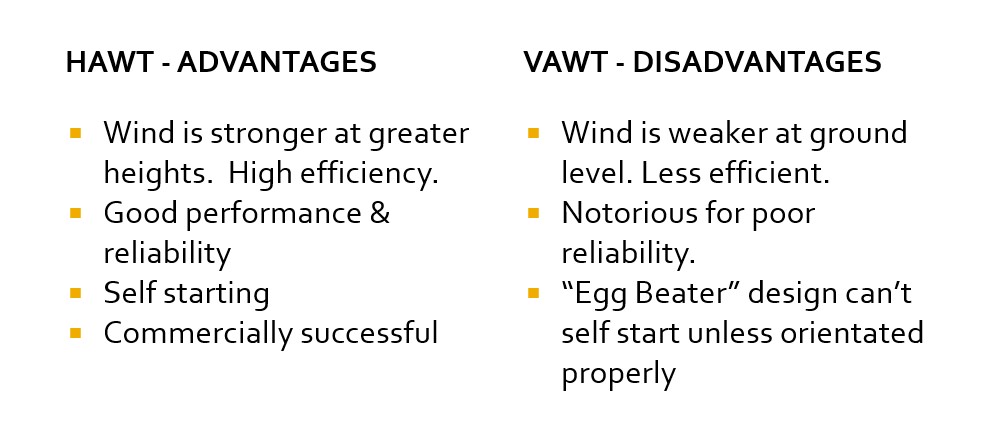 HAWT - ADVANTAGES
▪ Wind is stronger at greater
heights.  High efficiency.
▪ Good performance &
reliability
▪ Self starting
▪ Commercially successful
VAWT - DISADVANTAGES
▪ Wind is weaker at ground
level. Less efficient.
▪ Notorious for poor
reliability.
▪ “Egg Beater” design can’t
self start unless orientated
properly